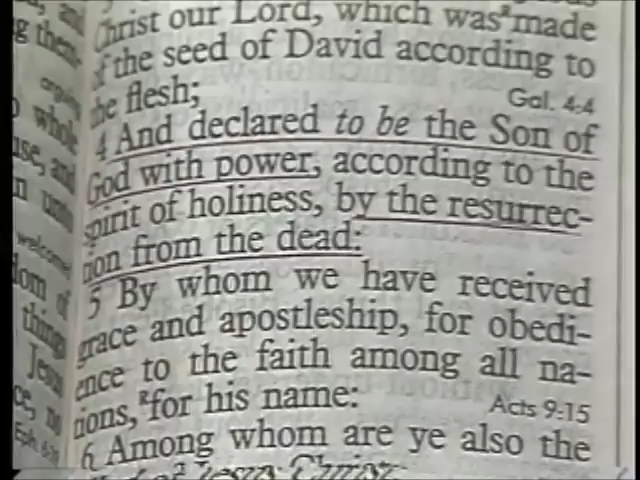 Christ our Lord, which was made
of the seed of David according to
the flesh;
Gal. 4:4
4 And declared to be the Son of
God with power, according to the
spirit of holiness, by the resurrec-
tion from the dead:
5 By whom we have received
grace and apostleship, for obedi-
ence to the faith among all na-
tions, for his name:
Acts 9:15
6 Among whom are ye also the
Jesus Christ